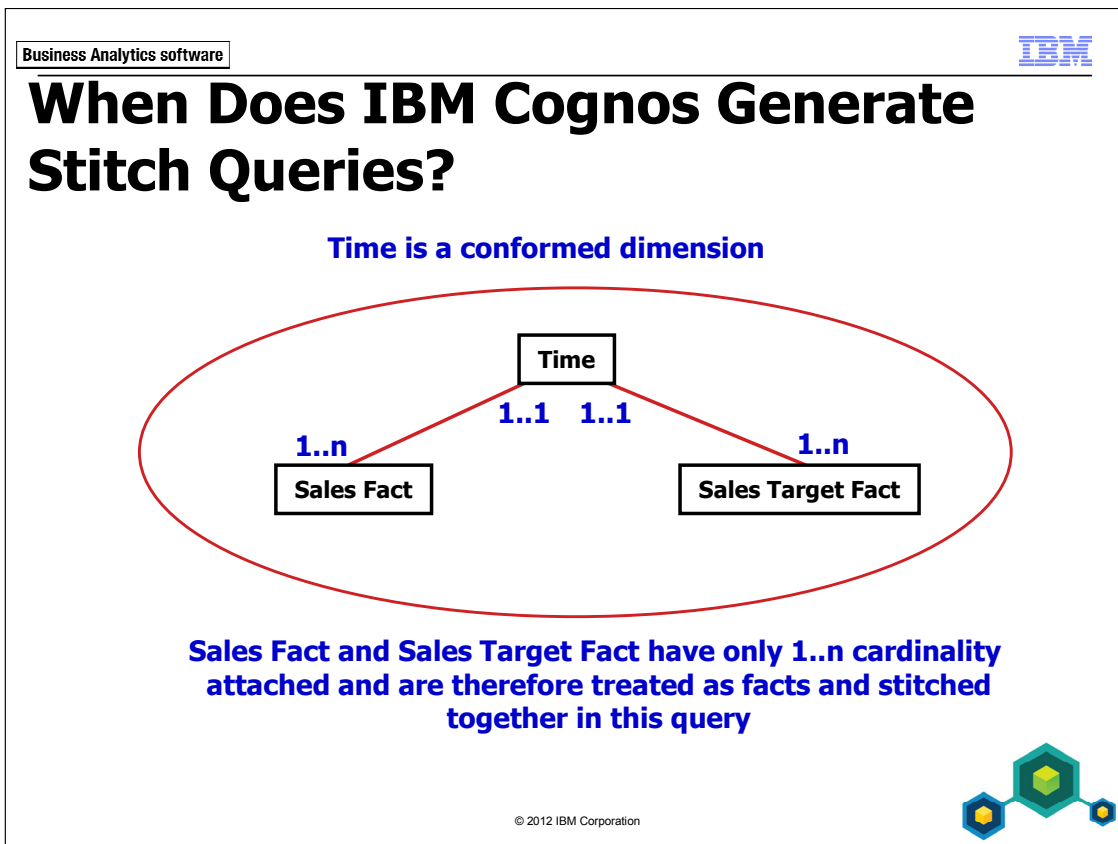 Business Analytics software
IBM
When Does IBM Cognos Generate
Stitch Queries?
Time is a conformed dimension
Time
1..1 1..1
1..n
1..n
Sales Fact
Sales Target Fact
Sales Fact and Sales Target Fact have only 1..n cardinality
attached and are therefore treated as facts and stitched
together in this query
© 2012 IBM Corporation